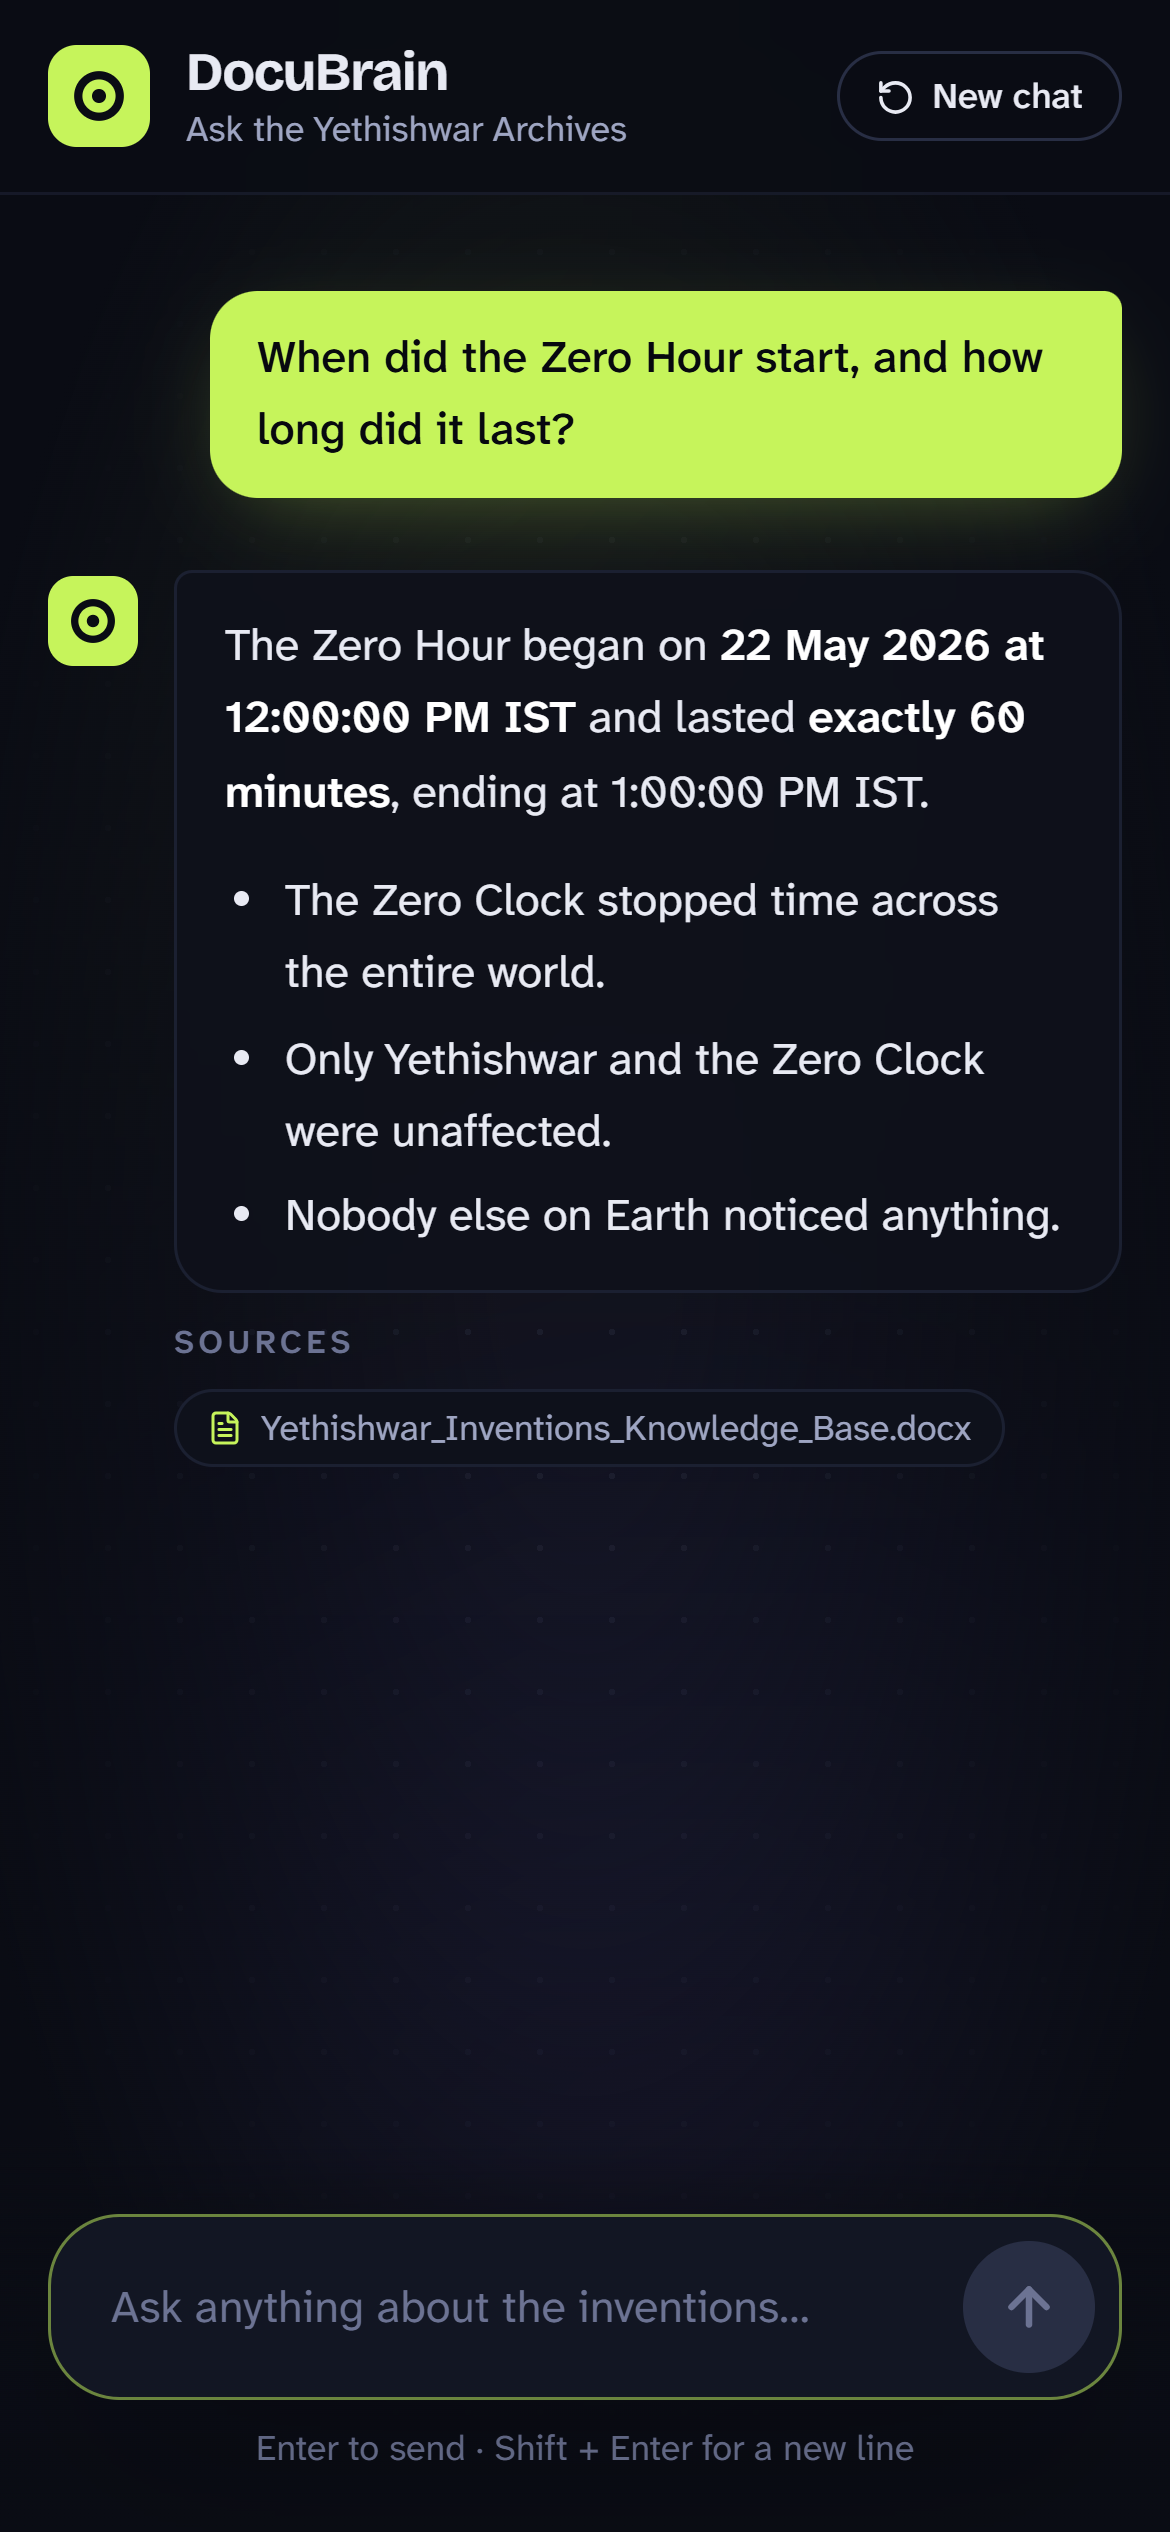 DocuBrain
Ask the Yethishwar Archives
New chat
When did the Zero Hour start, and how
long did it last?
The Zero Hour began on 22 May 2026 at
12:00:00 PM IST and lasted exactly 60
minutes, ending at 1:00:00 PM IST.
• The Zero Clock stopped time across
the entire world.
• Only Yethishwar and the Zero Clock
were unaffected.
• Nobody else on Earth noticed anything.
SOURCES
Yethishwar_Inventions_Knowledge_Base.docx
Ask anything about the inventions...
Enter to send · Shift + Enter for a new line